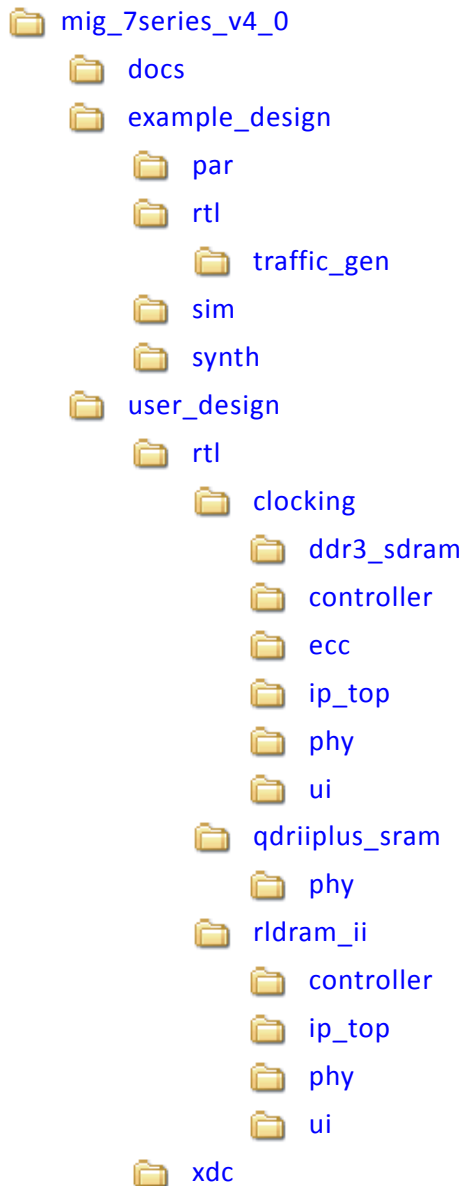 mig_7series_v4_0
docs
example_design
par
rtl
traffic_gen
sim
synth
user_design
rtl
clocking
ddr3_sdram
controller
ecc
ip_top
phy
ui
qdriiplus_sram
phy
rldram_ii
controller
ip_top
phy
ui
xdc